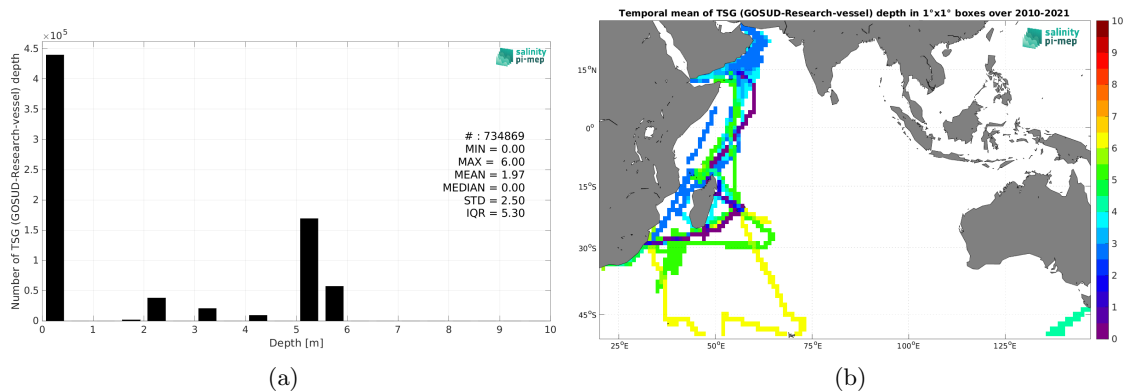 4.5
×10⁵
4
3.5
3
2.5
2
1.5
1
0.5
0
Number of TSG (GOSUD-Research-vessel) depth
salinity
pi-mep
# : 734869
MIN = 0.00
MAX = 6.00
MEAN = 1.97
MEDIAN = 0.00
STD = 2.50
IQR = 5.30
0 1 2 3 4 5 6 7 8 9 10
Depth [m]
(a)
Temporal mean of TSG (GOSUD-Research-vessel) depth in 1°x1° boxes over 2010-2021
salinity
pi-mep
15°N
0°
15°S
30°S
45°S
25°E 50°E 75°E 100°E 125°E
10
9
8
7
6
5
4
3
2
1
0
(b)